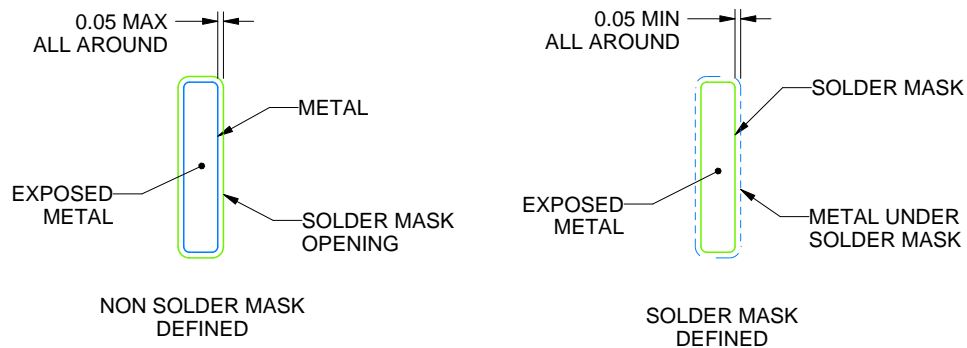 0.05 MAX
ALL AROUND
METAL
EXPOSED
METAL
SOLDER MASK
OPENING
NON SOLDER MASK
DEFINED
0.05 MIN
ALL AROUND
SOLDER MASK
EXPOSED
METAL
METAL UNDER
SOLDER MASK
SOLDER MASK
DEFINED